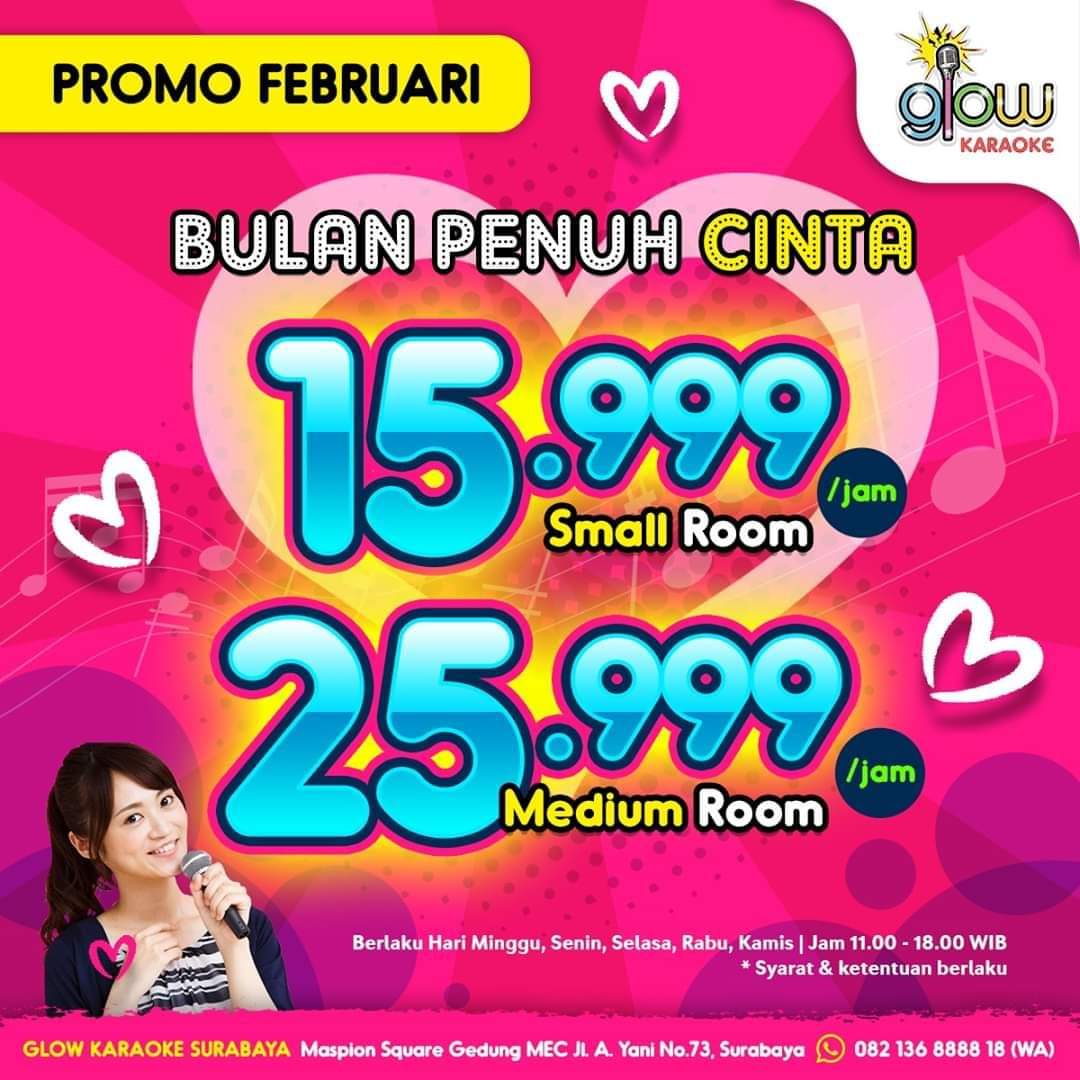 PROMO FEBRUARI
glow
KARAOKE
BULAN PENUH CINTA
15.999
/jam
Small Room
25.999
/jam
Medium Room
Berlaku Hari Minggu, Senin, Selasa, Rabu, Kamis | Jam 11.00 - 18.00 WIB
* Syarat & ketentuan berlaku
GLOW KARAOKE SURABAYA Maspion Square Gedung MEC Jl. A. Yani No.73, Surabaya 082 136 8888 18 (WA)